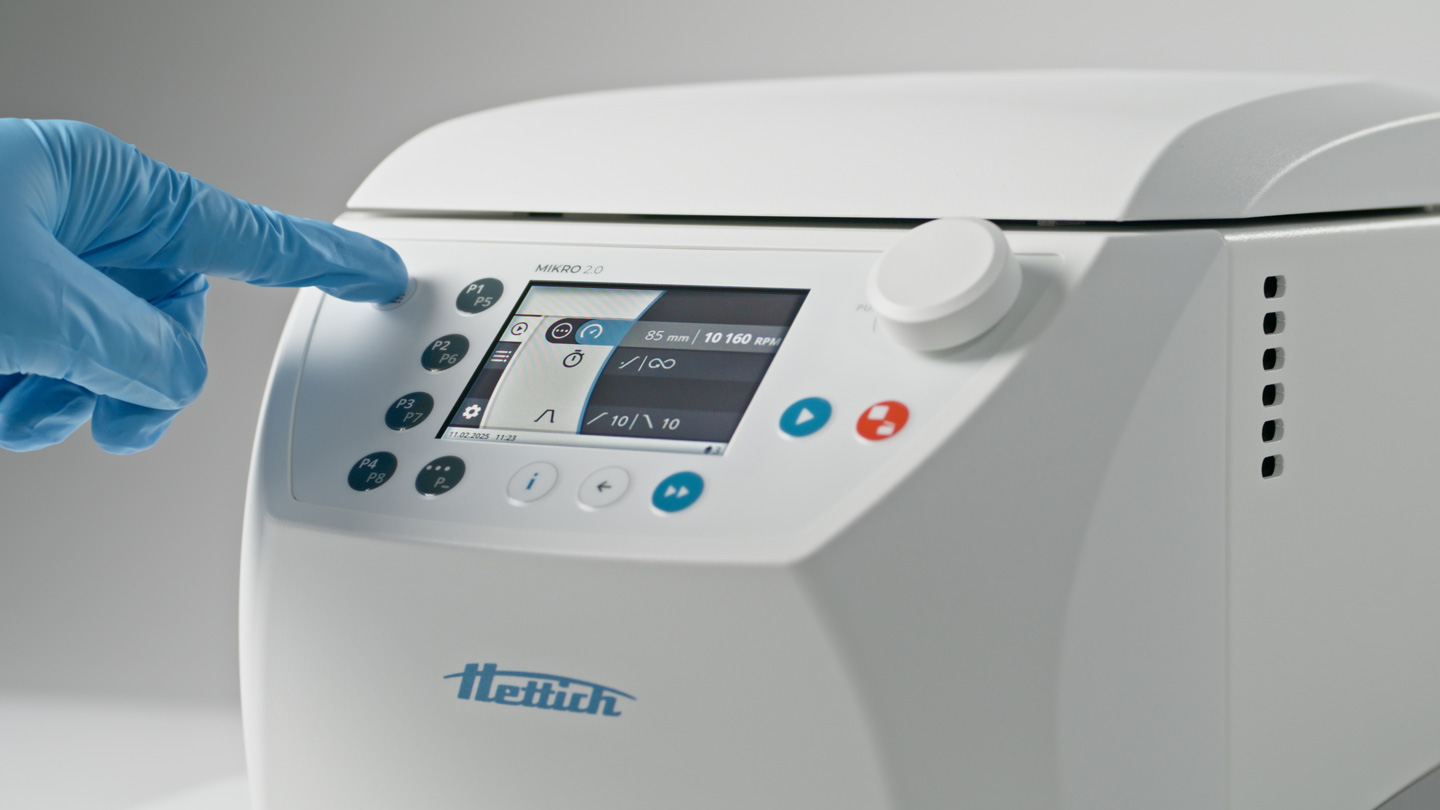 MIKRO 2.0
P1
P5
P2
P6
P3
P7
P4
P8
P_
85 mm / 10 160 RPM
10 / 10
11.02.2025 11:23
i
Hettich